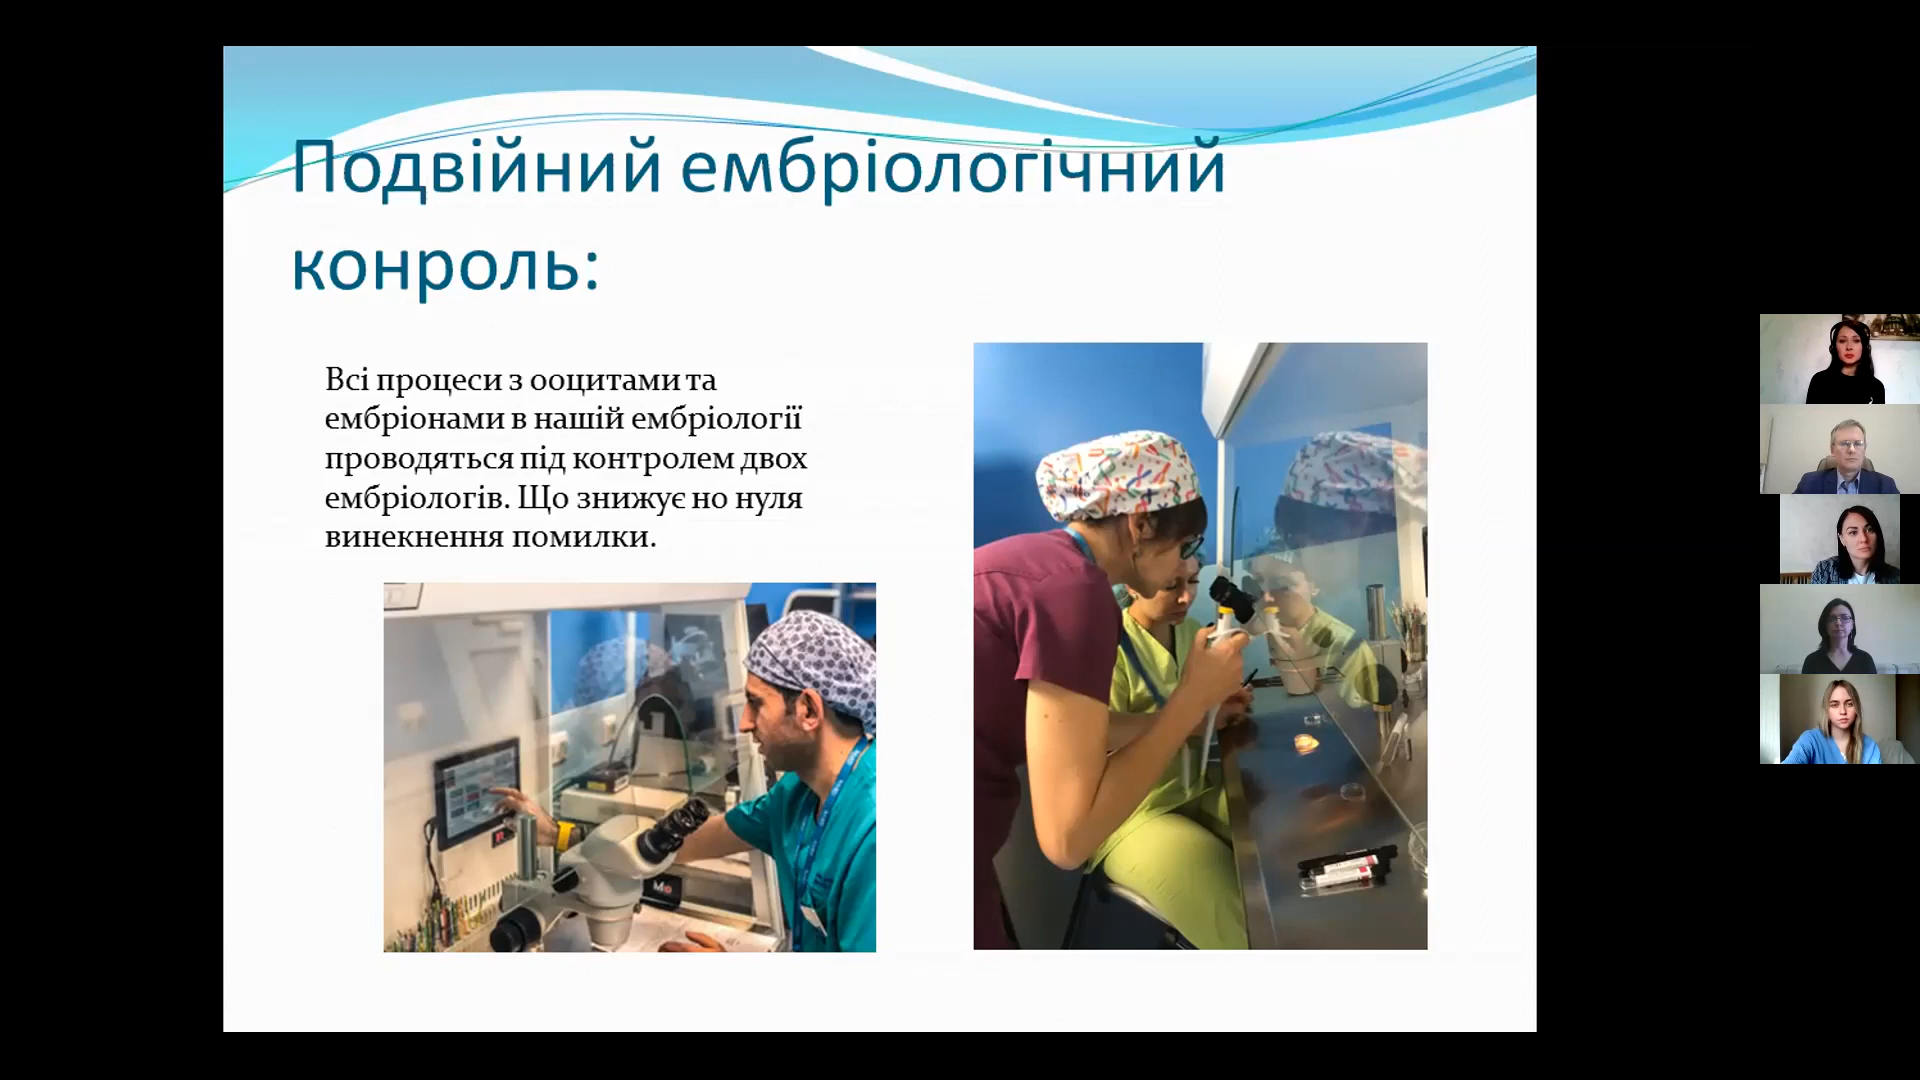 Подвійний ембріологічний
конроль:
Всі процеси з ооцитами та
ембріонами в нашій ембріології
проводяться під контролем двох
ембріологів. Що знижує но нуля
винекнення помилки.